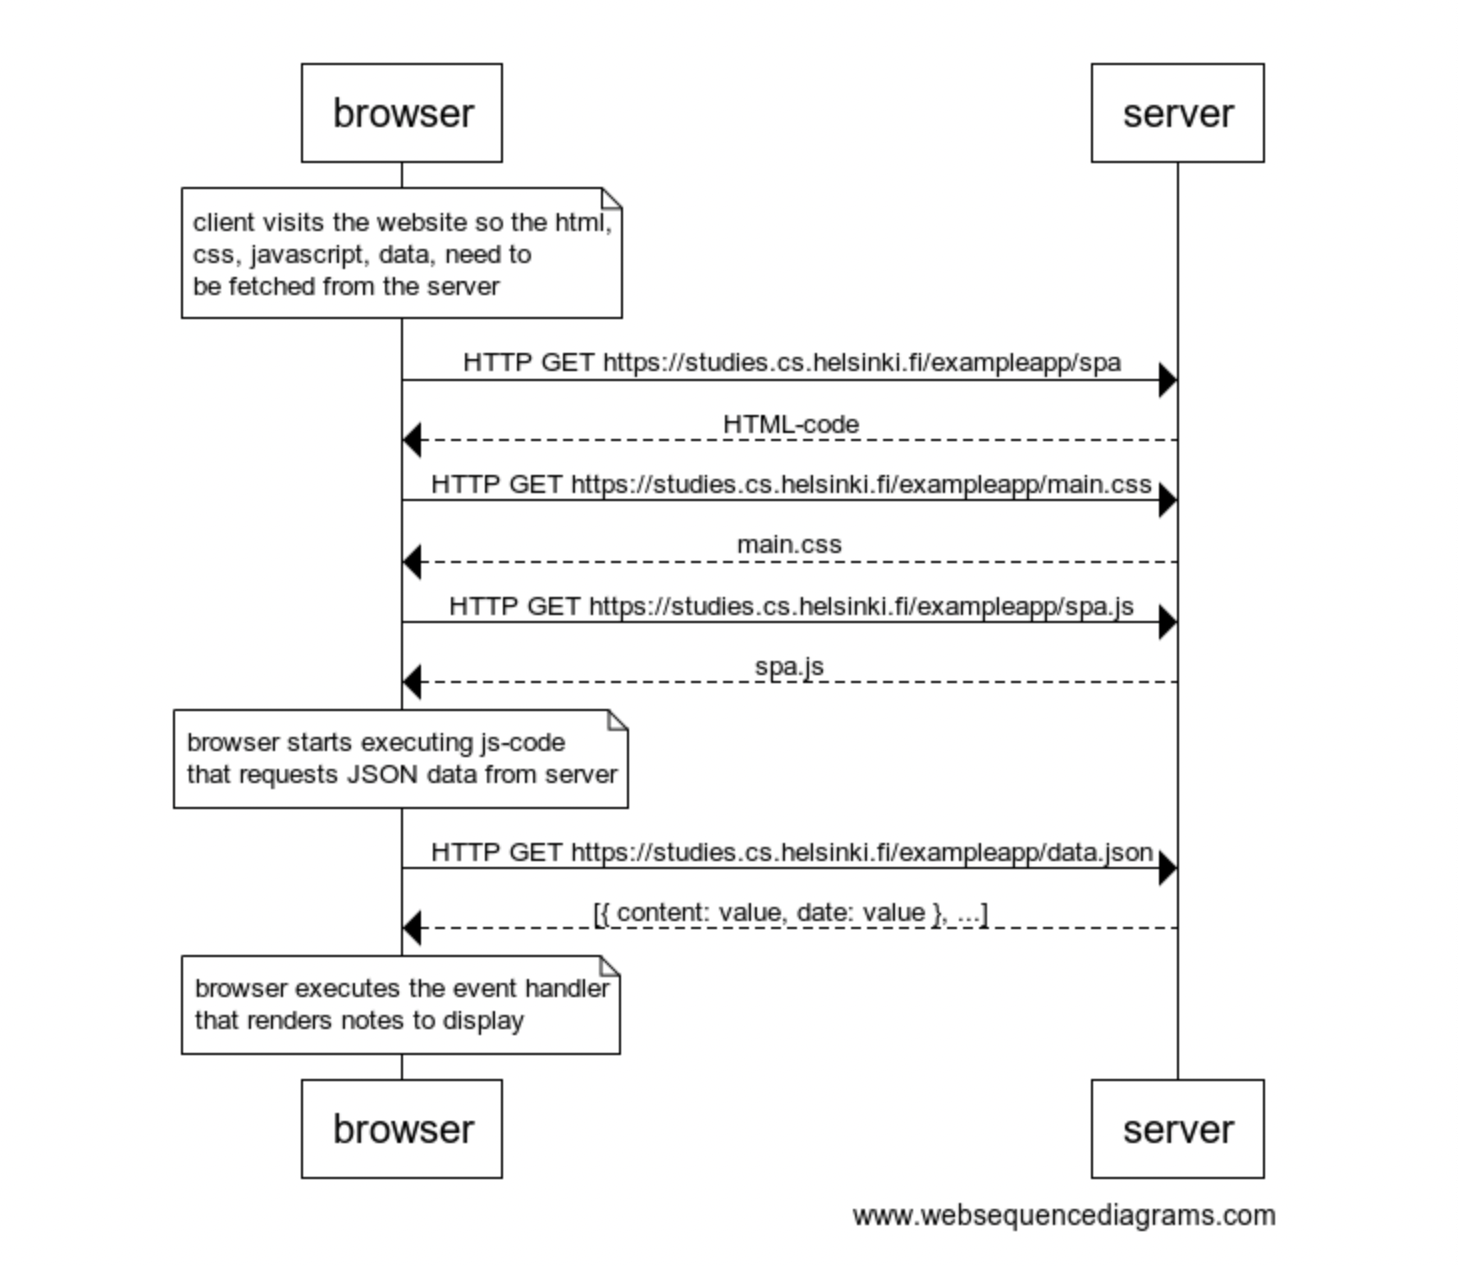 browser
server
client visits the website so the html,
css, javascript, data, need to
be fetched from the server
HTTP GET https://studies.cs.helsinki.fi/exampleapp/spa
HTML-code
HTTP GET https://studies.cs.helsinki.fi/exampleapp/main.css
main.css
HTTP GET https://studies.cs.helsinki.fi/exampleapp/spa.js
spa.js
browser starts executing js-code
that requests JSON data from server
HTTP GET https://studies.cs.helsinki.fi/exampleapp/data.json
[{ content: value, date: value }, ...]
browser executes the event handler
that renders notes to display
browser
server
www.websequencediagrams.com